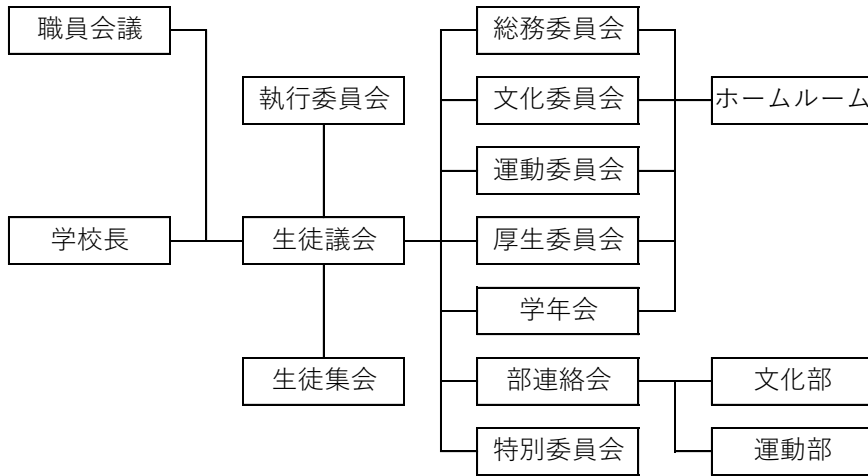 職員会議
総務委員会
執行委員会
文化委員会
ホームルーム
運動委員会
学校長
生徒議会
厚生委員会
学年会
生徒集会
部連絡会
文化部
特別委員会
運動部